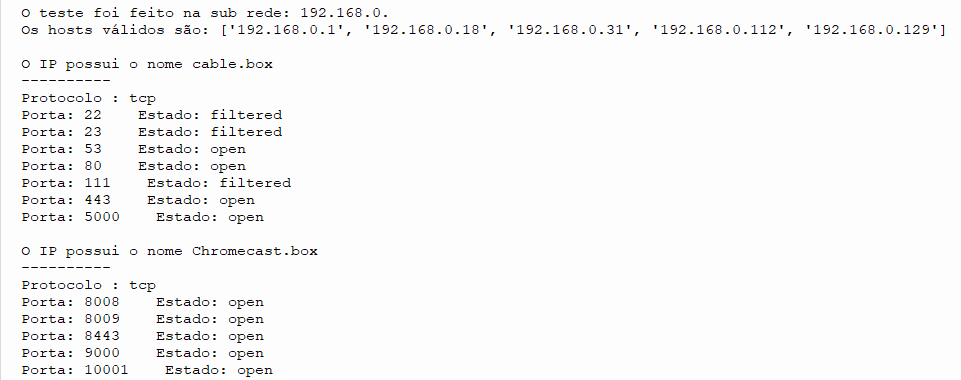 O teste foi feito na sub rede: 192.168.0.
Os hosts válidos são: ['192.168.0.1', '192.168.0.18', '192.168.0.31', '192.168.0.112', '192.168.0.129']
O IP possui o nome cable.box
----------
Protocolo : tcp
Porta: 22    Estado: filtered
Porta: 23    Estado: filtered
Porta: 53    Estado: open
Porta: 80    Estado: open
Porta: 111    Estado: filtered
Porta: 443    Estado: open
Porta: 5000    Estado: open
O IP possui o nome Chromecast.box
----------
Protocolo : tcp
Porta: 8008    Estado: open
Porta: 8009    Estado: open
Porta: 8443    Estado: open
Porta: 9000    Estado: open
Porta: 10001    Estado: open